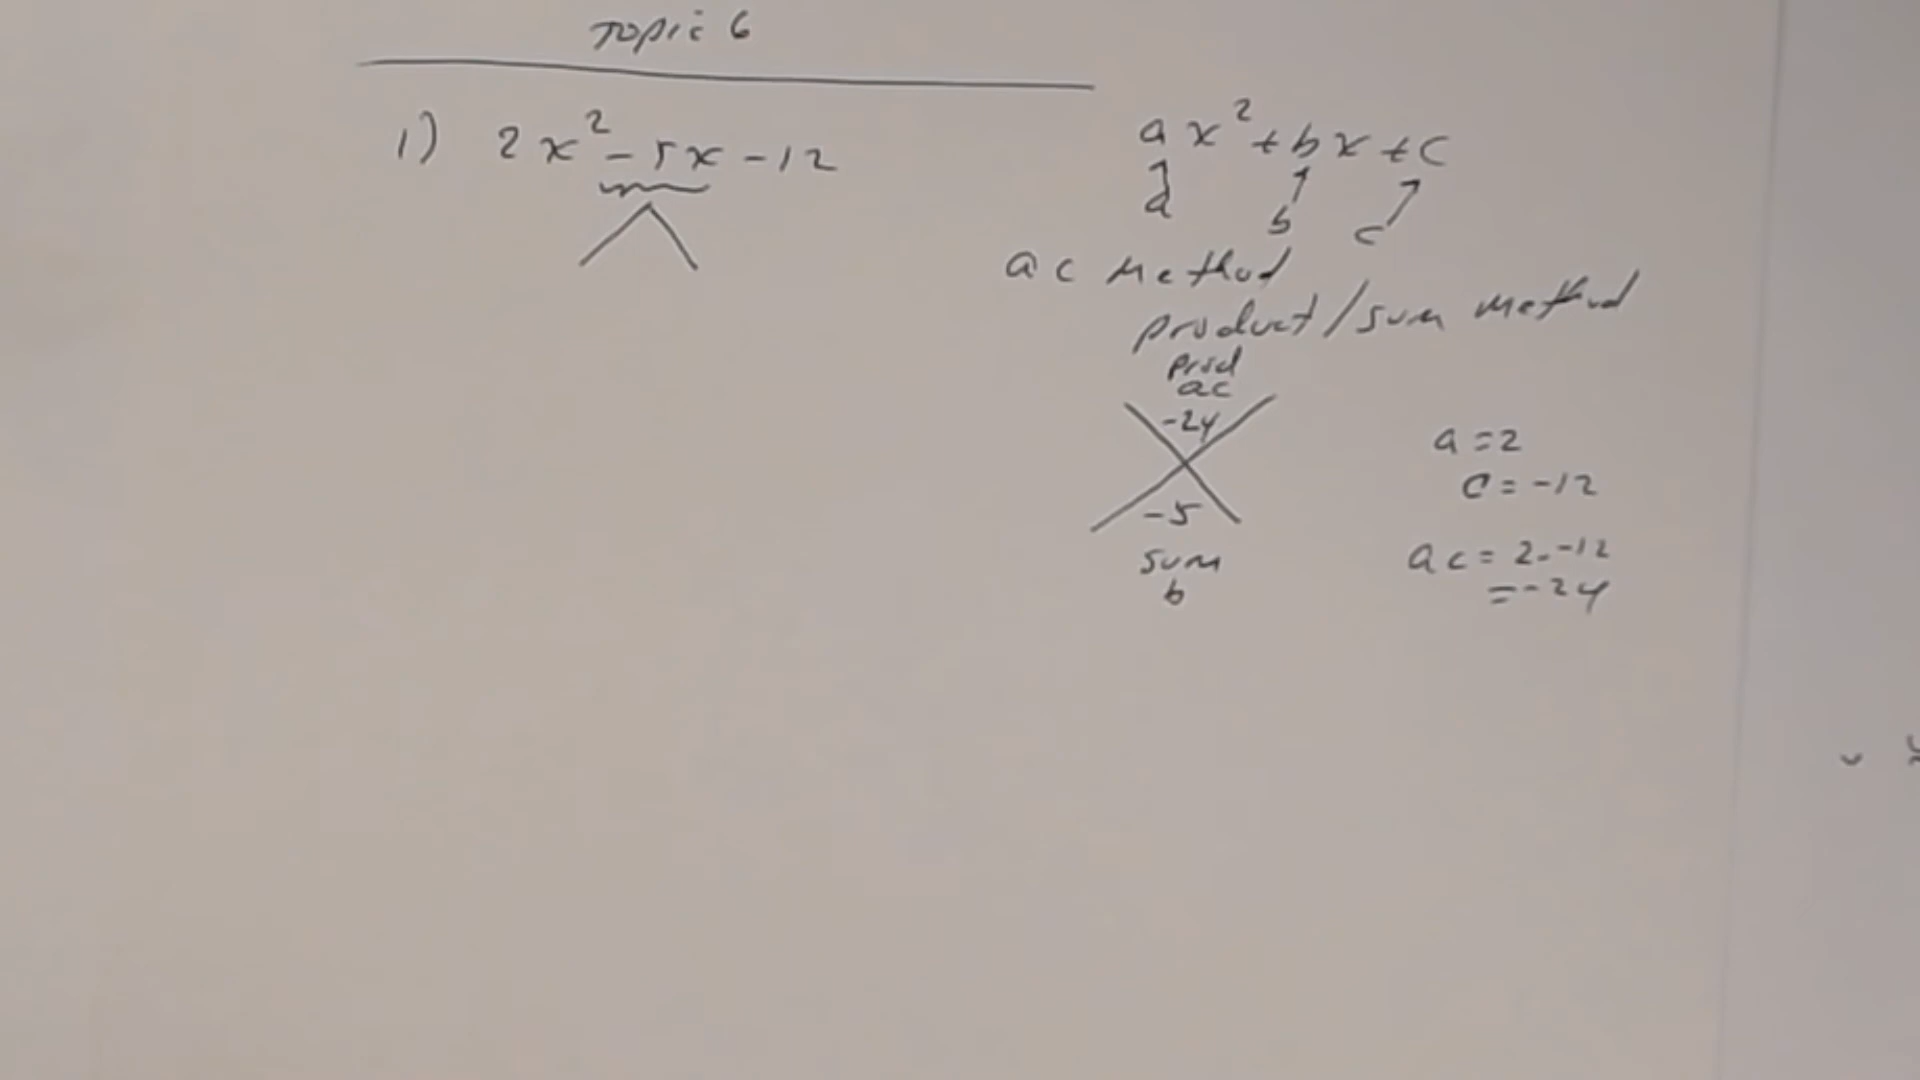 Topic 6
1) 2x² - 5x - 12
ax² + bx + c
a b c
ac Method
product/sum method
prod
ac
-24
-5
sum
b
a = 2
c = -12
ac = 2·-12
= -24